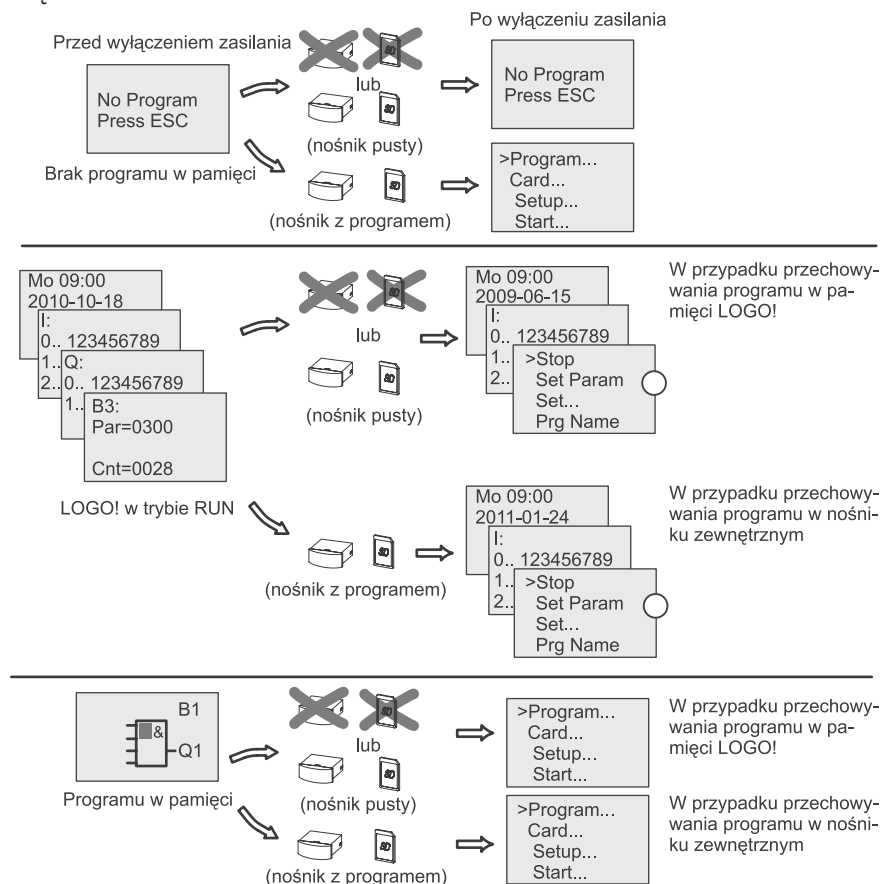 Po wyłączeniu zasilania
Przed wyłączeniem zasilania
No Program
Press ESC
Brak programu w pamięci
lub
(nośnik pusty)
(nośnik z programem)
No Program
Press ESC
>Program...
Card...
Setup...
Start...
Mo 09:00
2010-10-18
I:
0.. 123456789
1..
2..
Q:
0.. 123456789
1..
B3:
Par=0300
Cnt=0028
LOGO! w trybie RUN
lub
(nośnik pusty)
Mo 09:00
2009-06-15
I:
0.. 123456789
1..
2..
>Stop
Set Param
Set...
Prg Name
W przypadku przechowy-
wania programu w pa-
mięci LOGO!
(nośnik z programem)
Mo 09:00
2011-01-24
I:
0.. 123456789
1..
2..
>Stop
Set Param
Set...
Prg Name
W przypadku przechowy-
wania programu w nośni-
ku zewnętrznym
B1
&
Q1
Programu w pamięci
lub
(nośnik pusty)
(nośnik z programem)
>Program...
Card...
Setup...
Start...
W przypadku przechowy-
wania programu w pa-
mięci LOGO!
>Program...
Card...
Setup...
Start...
W przypadku przechowy-
wania programu w nośni-
ku zewnętrznym